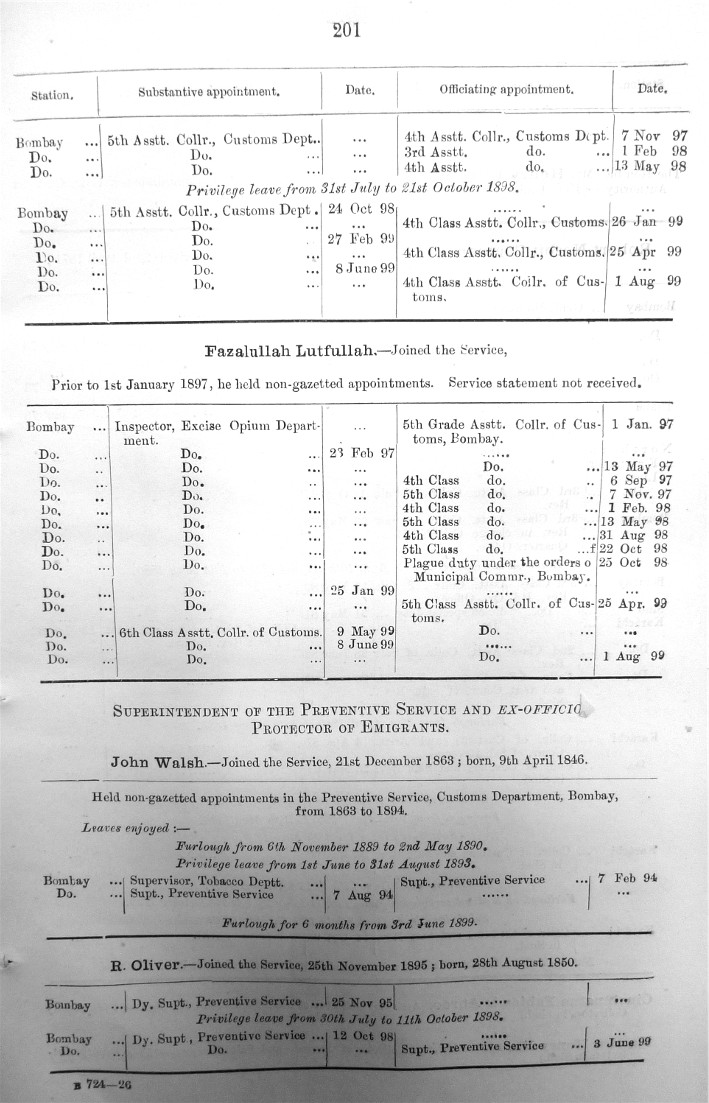 201
Station. Substantive appointment. Date. Officiating appointment. Date.
Bombay ... 5th Asstt. Collr., Customs Dept.. ... 4th Asstt. Collr., Customs Dept. 7 Nov 97
Do. ... Do. ... ... 3rd Asstt. do. ... 1 Feb 98
Do. ... Do. ... ... 4th Asstt. do. ... 13 May 98
Privilege leave from 31st July to 21st October 1898.
Bombay ... 5th Asstt. Collr., Customs Dept. 24 Oct 98 ...... ...
Do. ... Do. ... ... 4th Class Asstt. Collr., Customs. 26 Jan 99
Do. ... Do. 27 Feb 99 ...... ...
Do. ... Do. ... ... 4th Class Asstt. Collr., Customs. 25 Apr 99
Do. ... Do. ... 8 June 99 ...... ...
Do. ... Do. ... ... 4th Class Asstt. Collr. of Cus- 1 Aug 99
toms.
Fazalullah Lutfullah.—Joined the Service,
Prior to 1st January 1897, he held non-gazetted appointments. Service statement not received.
Bombay ... Inspector, Excise Opium Depart- ... 5th Grade Asstt. Collr. of Cus- 1 Jan. 97
ment. toms, Bombay.
Do. ... Do. ... 23 Feb 97 ...... ...
Do. .. Do. ... ... Do. ... 13 May 97
Do. ... Do. .. ... 4th Class do. .. 6 Sep 97
Do. .. Do. ... ... 5th Class do. .. 7 Nov. 97
Do. ... Do. ... ... 4th Class do. ... 1 Feb. 98
Do. ... Do. ... ... 5th Class do. ... 13 May 98
Do. .. Do. ... ... 4th Class do. ... 31 Aug 98
Do. ... Do. ... ... 5th Class do. ...f 22 Oct 98
Do. ... Do. ... ... Plague duty under the orders o 25 Oct 98
Municipal Commr., Bombay.
Do. ... Do. ... 25 Jan 99 ...... ...
Do. ... Do. ... ... 5th Class Asstt. Collr. of Cus- 25 Apr. 99
toms.
Do. ... 6th Class Asstt. Collr. of Customs. 9 May 99 Do. ... ...
Do. ... Do. ... 8 June 99 ...... ...
Do. ... Do. ... ... Do. ... 1 Aug 99
SUPERINTENDENT OF THE PREVENTIVE SERVICE AND EX-OFFICIO
PROTECTOR OF EMIGRANTS.
John Walsh.—Joined the Service, 21st December 1863 ; born, 9th April 1846.
Held non-gazetted appointments in the Preventive Service, Customs Department, Bombay,
from 1863 to 1894.
Leaves enjoyed :—
Furlough from 6th November 1889 to 2nd May 1890.
Privilege leave from 1st June to 31st August 1893.
Bombay ... Supervisor, Tobacco Deptt. ... ... Supt., Preventive Service ... 7 Feb 94
Do. ... Supt., Preventive Service ... 7 Aug 94 ...... ...
Furlough for 6 months from 3rd June 1899.
R. Oliver.—Joined the Service, 25th November 1895 ; born, 28th August 1850.
Bombay ... Dy. Supt., Preventive Service ... 25 Nov 95 ...... ...
Privilege leave from 30th July to 11th October 1898.
Bombay ... Dy. Supt , Preventive Service ... 12 Oct 98 ...... ...
Do. ... Do. ... ... Supt., Preventive Service ... 3 June 99
B 724—26